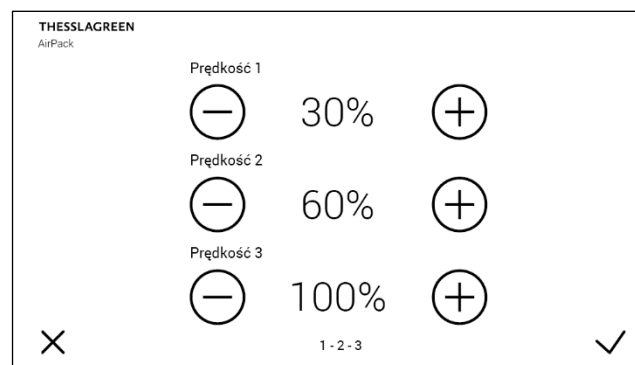 THESSLAGREEN
AirPack
Prędkość 1
30%
Prędkość 2
60%
Prędkość 3
100%
1 - 2 - 3